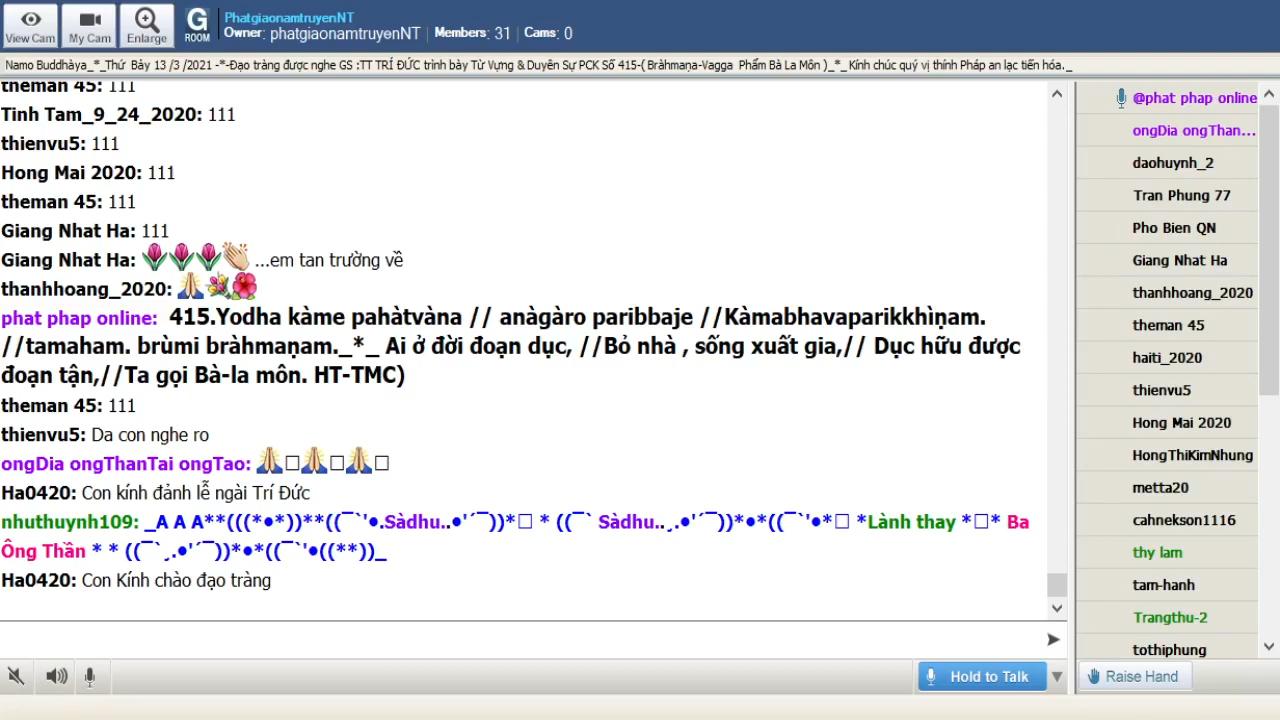 View Cam
My Cam
Enlarge
G
ROOM
PhatgiaonamtruyenNT
Owner: phatgiaonamtruyenNT | Members: 31 | Cams: 0
Namo Buddhàya_*_Thứ Bảy 13 /3 /2021 -*-Đạo tràng được nghe GS :TT TRÍ ĐỨC trình bày Từ Vựng & Duyên Sự PCK Số 415-( Bràhmaṇa-Vagga Phẩm Bà La Môn )_*_ Kính chúc quý vị thính Pháp an lạc tiến hóa._
theman 45: 111
Tinh Tam_9_24_2020: 111
thienvu5: 111
Hong Mai 2020: 111
theman 45: 111
Giang Nhat Ha: 111
Giang Nhat Ha: 🌷🌷🌷👏 ...em tan trường về
thanhhoang_2020: 🙏💐🌺
phat phap online: 415.Yodha kàme pahàtvàna // anàgàro paribbaje //Kàmabhavaparikkhìṇam.
//tamaham. brùmi bràhmaṇam._*_ Ai ở đời đoạn dục, //Bỏ nhà , sống xuất gia,// Dục hữu được
đoạn tận,//Ta gọi Bà-la môn. HT-TMC)
theman 45: 111
thienvu5: Da con nghe ro
ongDia ongThanTai ongTao: 🙏□🙏□🙏□
Ha0420: Con kính đảnh lễ ngài Trí Đức
nhuthuynh109: _A A A**(((*•*))**((¯`'•.Sàdhu..•'´¯))*□ * ((¯` Sàdhu..¸.•'´¯))*•*((¯`'•*□ *Lành thay *□* Ba
Ông Thần * * ((¯`¸.•'´¯))*•*((¯`'•((**))_
Ha0420: Con Kính chào đạo tràng
Hold to Talk
@phat phap online
ongDia ongThan...
daohuynh_2
Tran Phung 77
Pho Bien QN
Giang Nhat Ha
thanhhoang_2020
theman 45
haiti_2020
thienvu5
Hong Mai 2020
HongThiKimNhung
metta20
cahnekson1116
thy lam
tam-hanh
Trangthu-2
tothiphung
Raise Hand